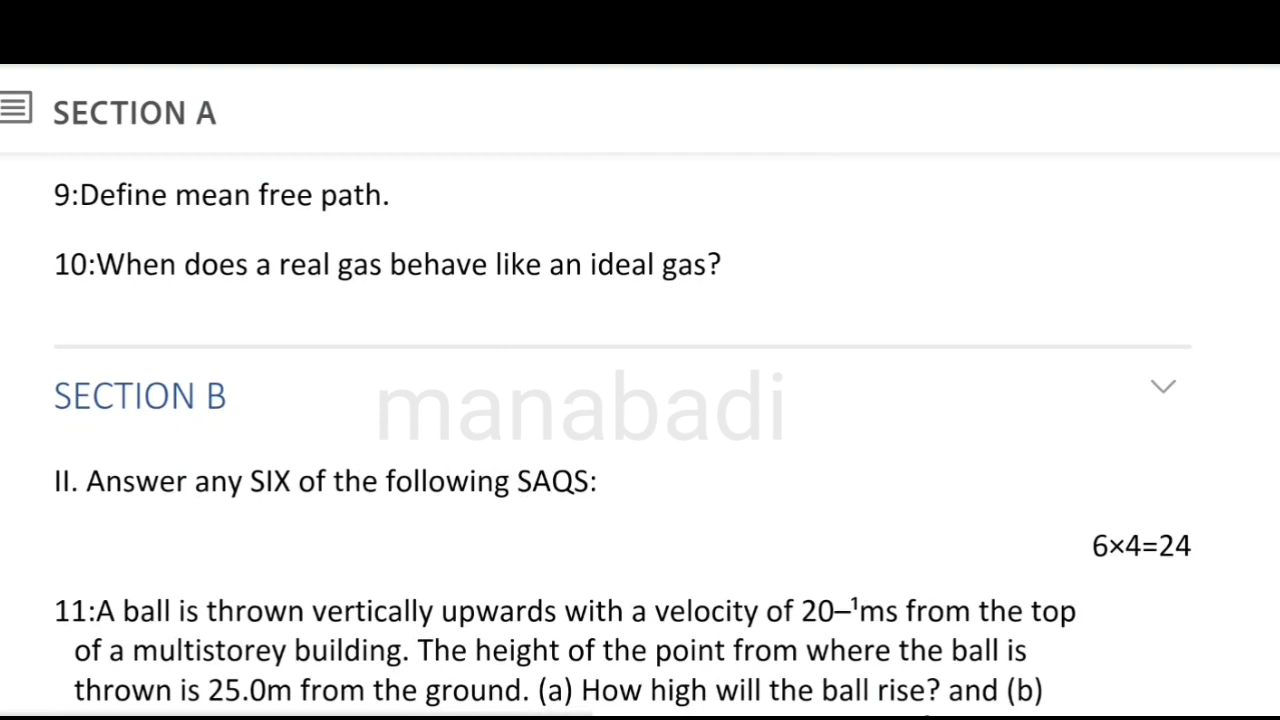 SECTION A
9:Define mean free path.
10:When does a real gas behave like an ideal gas?
SECTION B
manabadi
II. Answer any SIX of the following SAQS:
6×4=24
11:A ball is thrown vertically upwards with a velocity of 20–¹ms from the top
of a multistorey building. The height of the point from where the ball is
thrown is 25.0m from the ground. (a) How high will the ball rise? and (b)